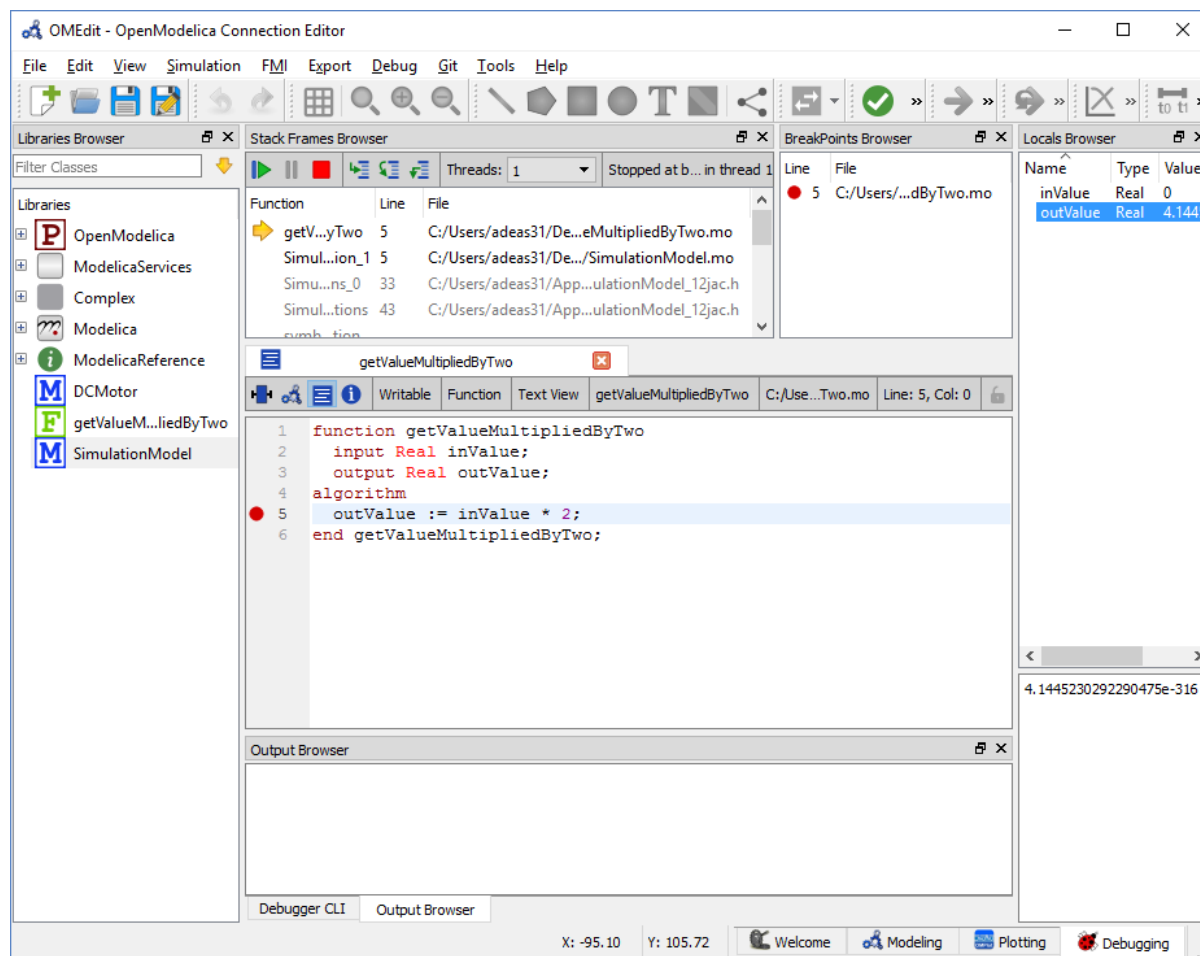 OMEdit - OpenModelica Connection Editor
File Edit View Simulation FMI Export Debug Git Tools Help
T » » » » t0 t1
Libraries Browser
Filter Classes
Libraries
P OpenModelica
ModelicaServices
Complex
Modelica
i ModelicaReference
M DCMotor
F getValueM...liedByTwo
M SimulationModel
Stack Frames Browser
Threads: 1 Stopped at b... in thread 1
Function Line File
getV...yTwo 5 C:/Users/adeas31/De...eMultipliedByTwo.mo
Simul...ion_1 5 C:/Users/adeas31/De.../SimulationModel.mo
Simu...ns_0 33 C:/Users/adeas31/App...ulationModel_12jac.h
Simul...tions 43 C:/Users/adeas31/App...ulationModel_12jac.h
BreakPoints Browser
Line File
5 C:/Users/...dByTwo.mo
Locals Browser
Name Type Value
inValue Real 0
outValue Real 4.1445
4.1445230292290475e-316
getValueMultipliedByTwo
i Writable Function Text View getValueMultipliedByTwo C:/Use...Two.mo Line: 5, Col: 0
1 function getValueMultipliedByTwo
2 input Real inValue;
3 output Real outValue;
4 algorithm
5 outValue := inValue * 2;
6 end getValueMultipliedByTwo;
Output Browser
Debugger CLI Output Browser
X: -95.10 Y: 105.72 Welcome Modeling Plotting Debugging